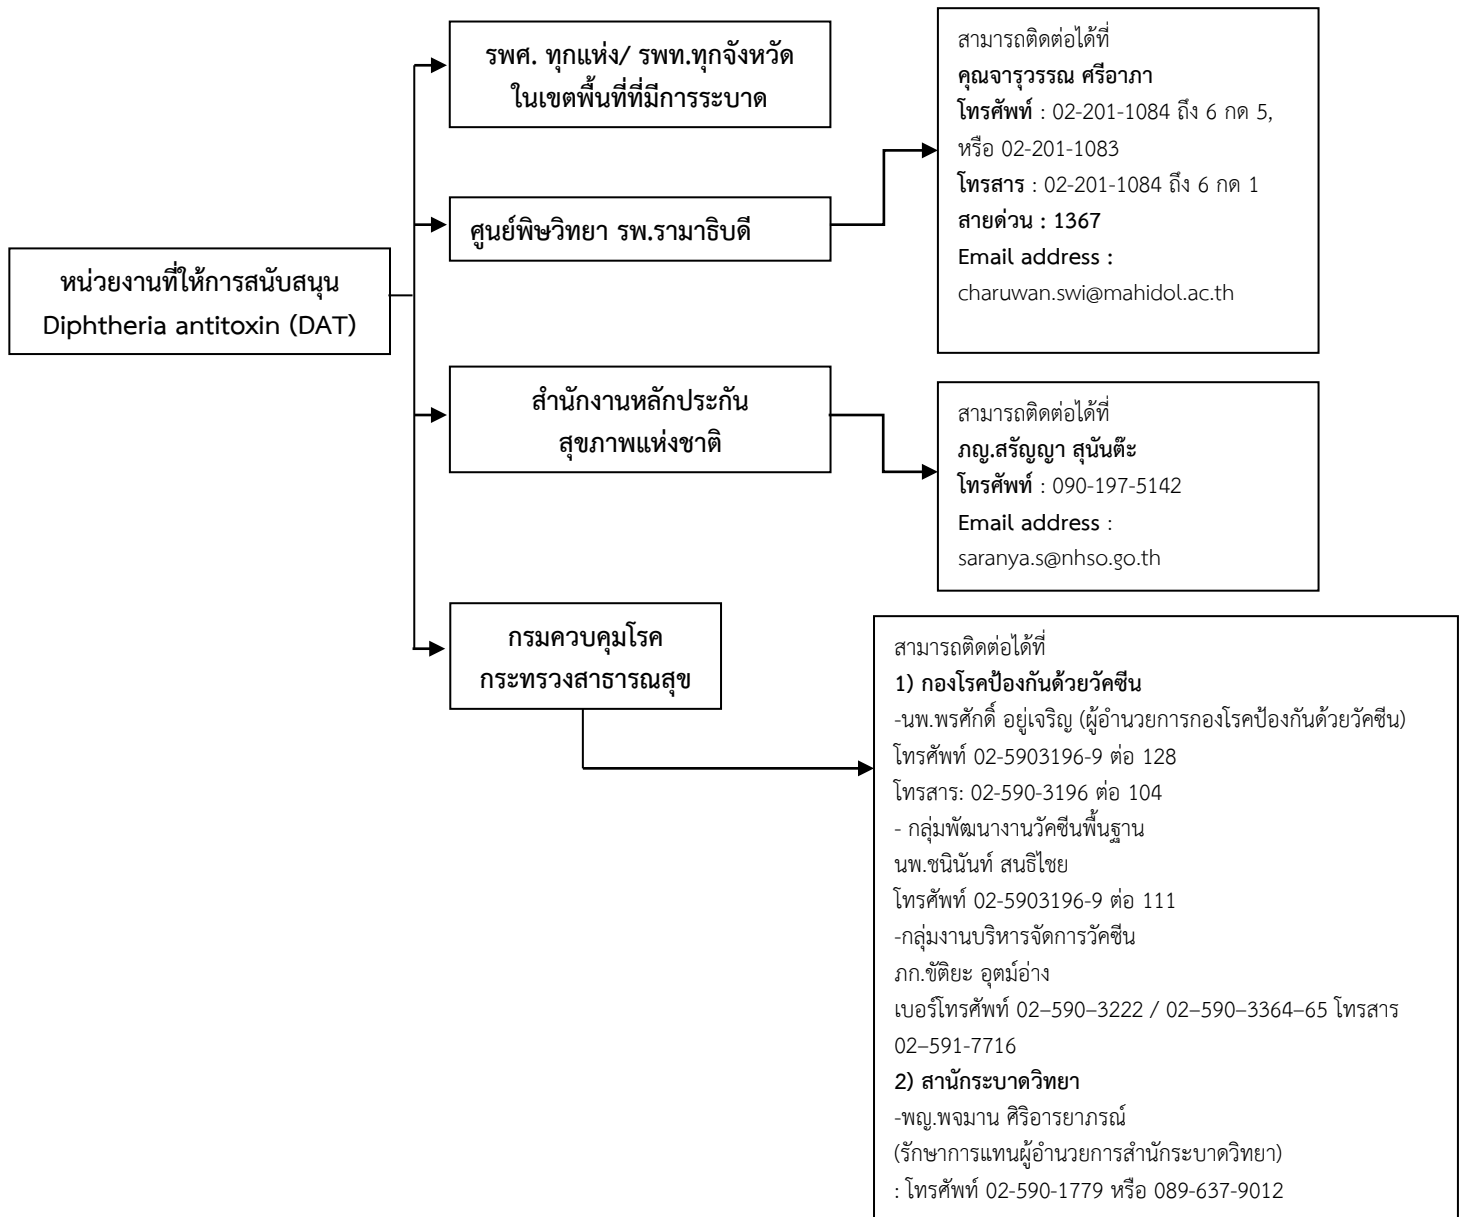 หน่วยงานที่ให้การสนับสนุน
Diphtheria antitoxin (DAT)
รพศ. ทุกแห่ง/ รพท.ทุกจังหวัด
ในเขตพื้นที่ที่มีการระบาด
ศูนย์พิษวิทยา รพ.รามาธิบดี
สามารถติดต่อได้ที่
คุณจารุวรรณ ศรีอาภา
โทรศัพท์ : 02-201-1084 ถึง 6 กด 5,
หรือ 02-201-1083
โทรสาร : 02-201-1084 ถึง 6 กด 1
สายด่วน : 1367
Email address :
charuwan.swi@mahidol.ac.th
สำนักงานหลักประกัน
สุขภาพแห่งชาติ
สามารถติดต่อได้ที่
ภญ.สรัญญา สุนันต๊ะ
โทรศัพท์ : 090-197-5142
Email address :
saranya.s@nhso.go.th
กรมควบคุมโรค
กระทรวงสาธารณสุข
สามารถติดต่อได้ที่
1) กองโรคป้องกันด้วยวัคซีน
-นพ.พรศักดิ์ อยู่เจริญ (ผู้อำนวยการกองโรคป้องกันด้วยวัคซีน)
โทรศัพท์ 02-5903196-9 ต่อ 128
โทรสาร: 02-590-3196 ต่อ 104
- กลุ่มพัฒนางานวัคซีนพื้นฐาน
นพ.ชนินันท์ สนธิไชย
โทรศัพท์ 02-5903196-9 ต่อ 111
-กลุ่มงานบริหารจัดการวัคซีน
ภก.ขัติยะ อุตม์อ่าง
เบอร์โทรศัพท์ 02–590–3222 / 02–590–3364–65 โทรสาร
02–591-7716
2) สานักระบาดวิทยา
-พญ.พจมาน ศิริอารยาภรณ์
(รักษาการแทนผู้อำนวยการสำนักระบาดวิทยา)
: โทรศัพท์ 02-590-1779 หรือ 089-637-9012